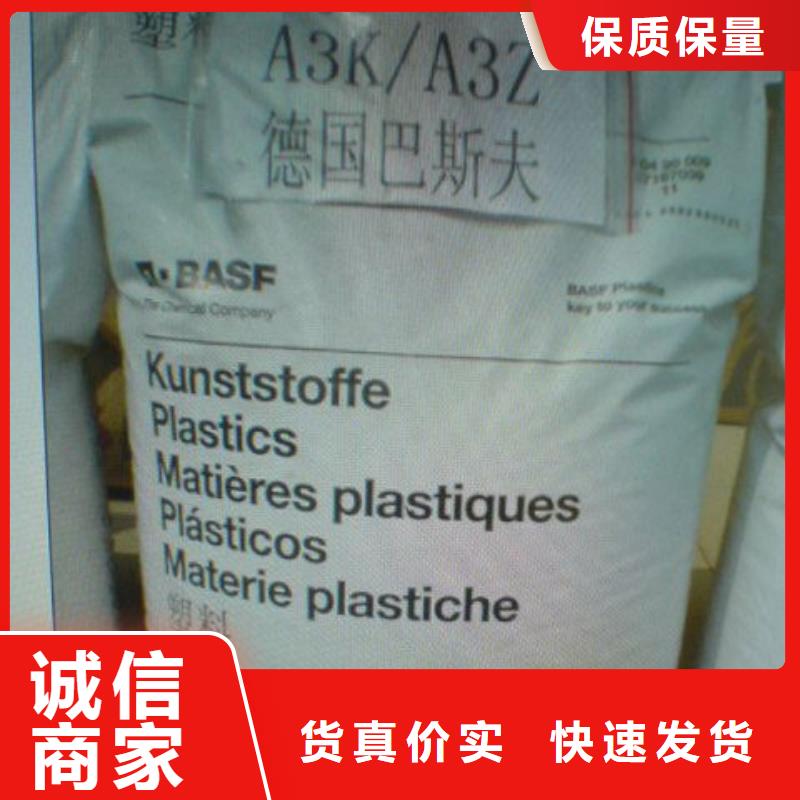 保质保量
塑料
A3K/A3Z
德国巴斯夫
BASF
The Chemical Company
BASF Plastics
key to your success
Kunststoffe
Plastics
Matières plastiques
Plásticos
Materie plastiche
塑料
诚信
商家
货真价实 快速发货